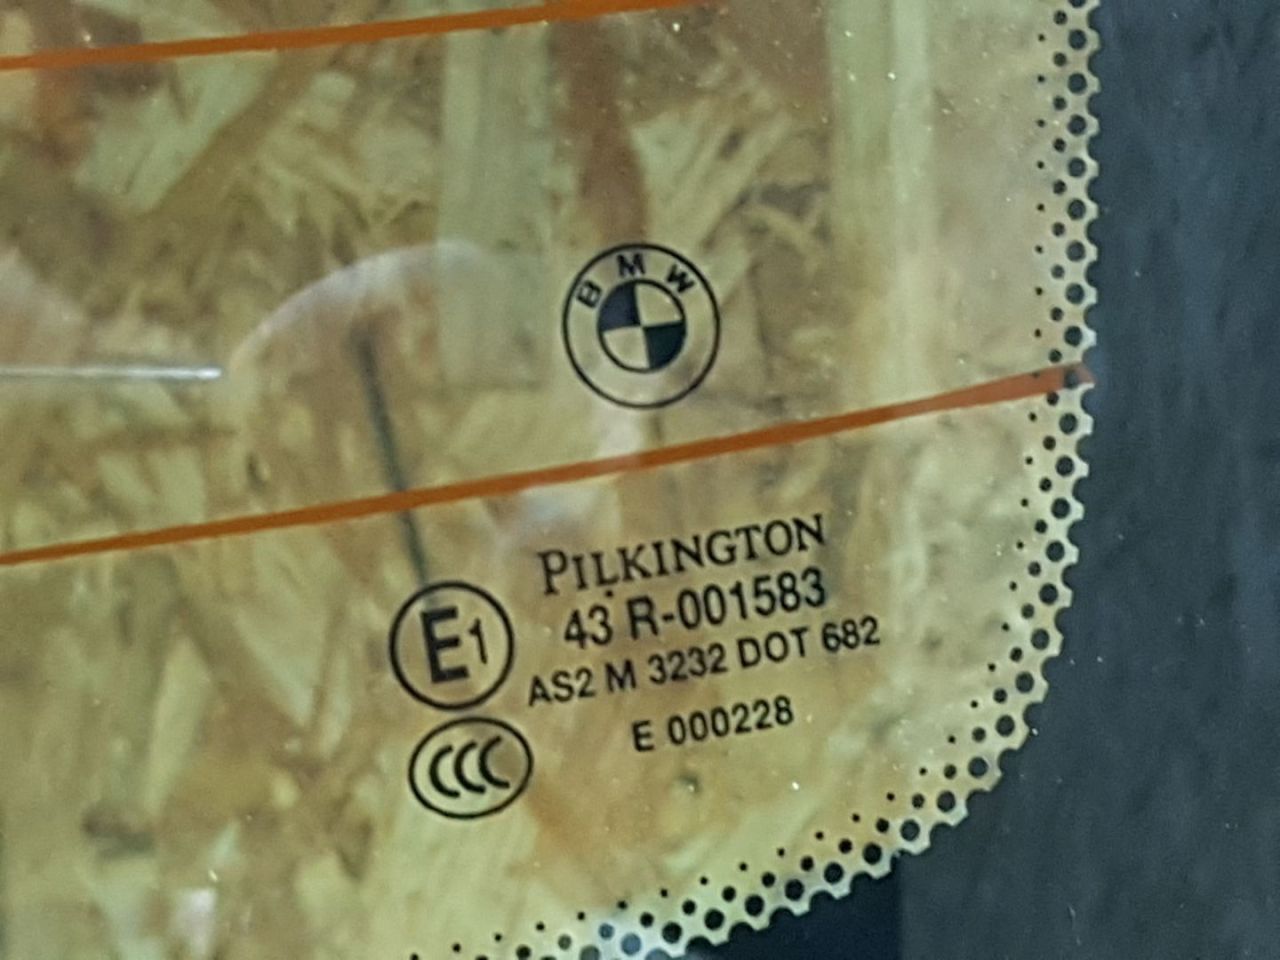 BMW
PILKINGTON
43 R-001583
E1
AS2 M 3232 DOT 682
E 000228
CCC